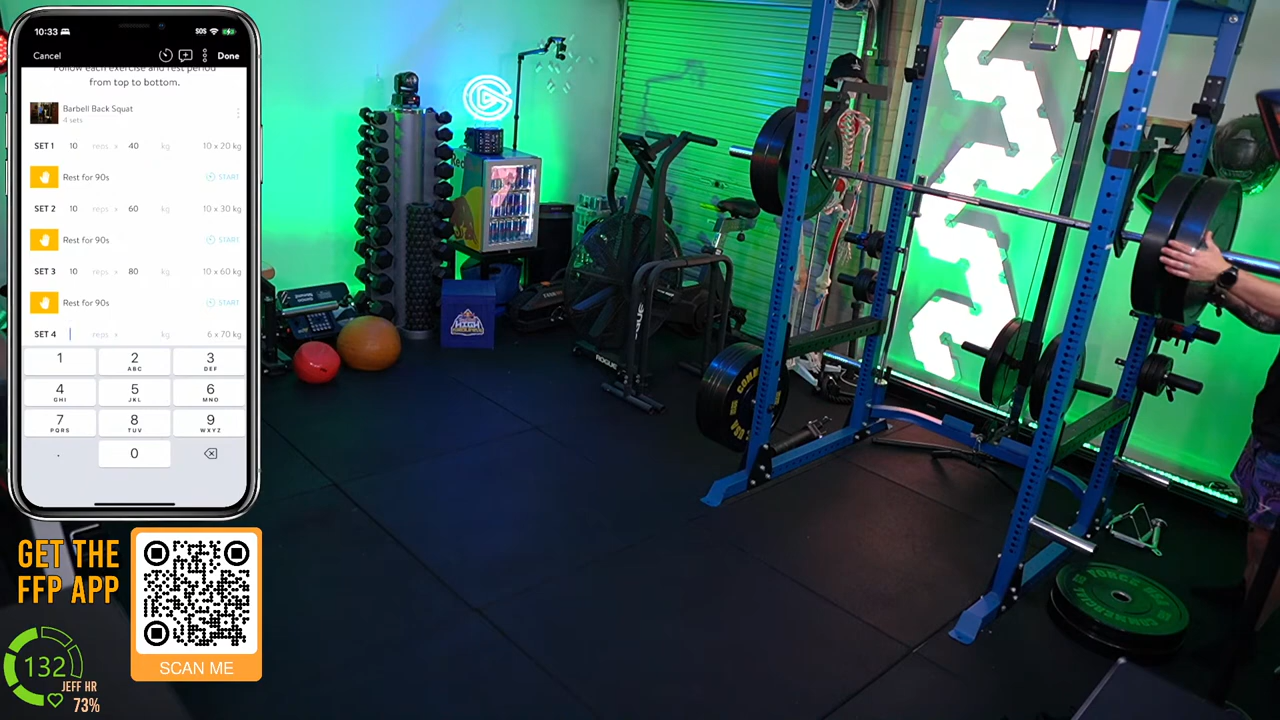 10:33
SOS
Cancel
Done
Follow each exercise and rest period
from top to bottom.
Barbell Back Squat
4 sets
SET 1 10 reps x 40 kg 10 x 20 kg
Rest for 90s START
SET 2 10 reps x 60 kg 10 x 30 kg
Rest for 90s START
SET 3 10 reps x 80 kg 10 x 60 kg
Rest for 90s START
SET 4 reps x kg 6 x 70 kg
1 2 3
ABC DEF
4 5 6
GHI JKL MNO
7 8 9
PQRS TUV WXYZ
. 0
GET THE
FFP APP
SCAN ME
132
JEFF HR
73%
HIGH
ROGUE
ROGUE
FORCE USA
COMMERCIAL